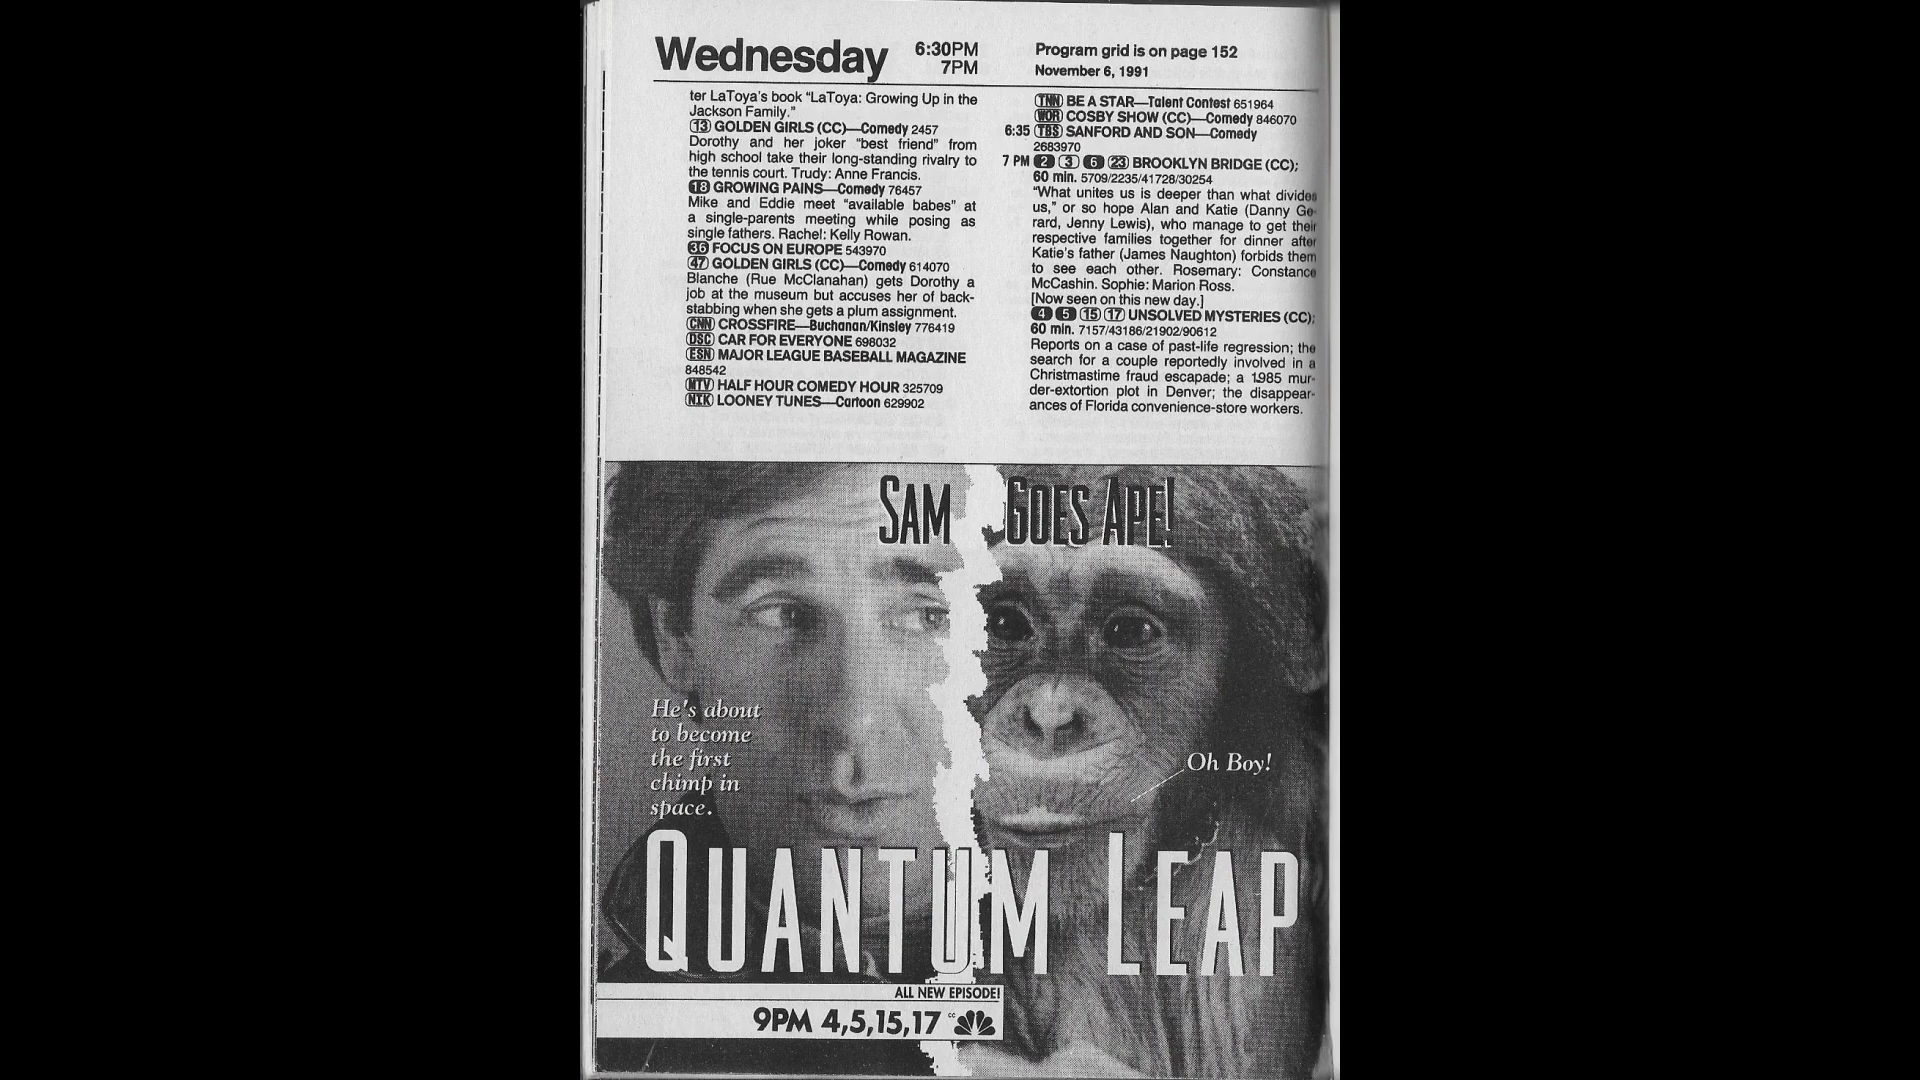 Wednesday
6:30PM
7PM
Program grid is on page 152
November 6, 1991
ter LaToya's book "LaToya: Growing Up in the
Jackson Family."
13 GOLDEN GIRLS (CC)—Comedy 2457
Dorothy and her joker "best friend" from
high school take their long-standing rivalry to
the tennis court. Trudy: Anne Francis.
18 GROWING PAINS—Comedy 76457
Mike and Eddie meet "available babes" at
a single-parents meeting while posing as
single fathers. Rachel: Kelly Rowan.
36 FOCUS ON EUROPE 543970
47 GOLDEN GIRLS (CC)—Comedy 614070
Blanche (Rue McClanahan) gets Dorothy a
job at the museum but accuses her of back-
stabbing when she gets a plum assignment.
CNN CROSSFIRE—Buchanan/Kinsley 776419
DSC CAR FOR EVERYONE 698032
ESN MAJOR LEAGUE BASEBALL MAGAZINE
848542
MTV HALF HOUR COMEDY HOUR 325709
NIK LOONEY TUNES—Cartoon 629902
TNN BE A STAR—Talent Contest 651964
WOR COSBY SHOW (CC)—Comedy 846070
6:35 TBS SANFORD AND SON—Comedy
2683970
7 PM 2 3 6 23 BROOKLYN BRIDGE (CC);
60 min. 5709/2235/41728/30254
"What unites us is deeper than what divides
us," or so hope Alan and Katie (Danny Ge-
rard, Jenny Lewis), who manage to get their
respective families together for dinner after
Katie's father (James Naughton) forbids them
to see each other. Rosemary: Constance
McCashin. Sophie: Marion Ross.
[Now seen on this new day.]
4 5 15 17 UNSOLVED MYSTERIES (CC);
60 min. 7157/43186/21902/90612
Reports on a case of past-life regression; the
search for a couple reportedly involved in a
Christmastime fraud escapade; a 1985 mur-
der-extortion plot in Denver; the disappear-
ances of Florida convenience-store workers.
SAM GOES APE!
He's about
to become
the first
chimp in
space.
Oh Boy!
QUANTUM LEAP
ALL NEW EPISODE!
9PM 4,5,15,17 CC